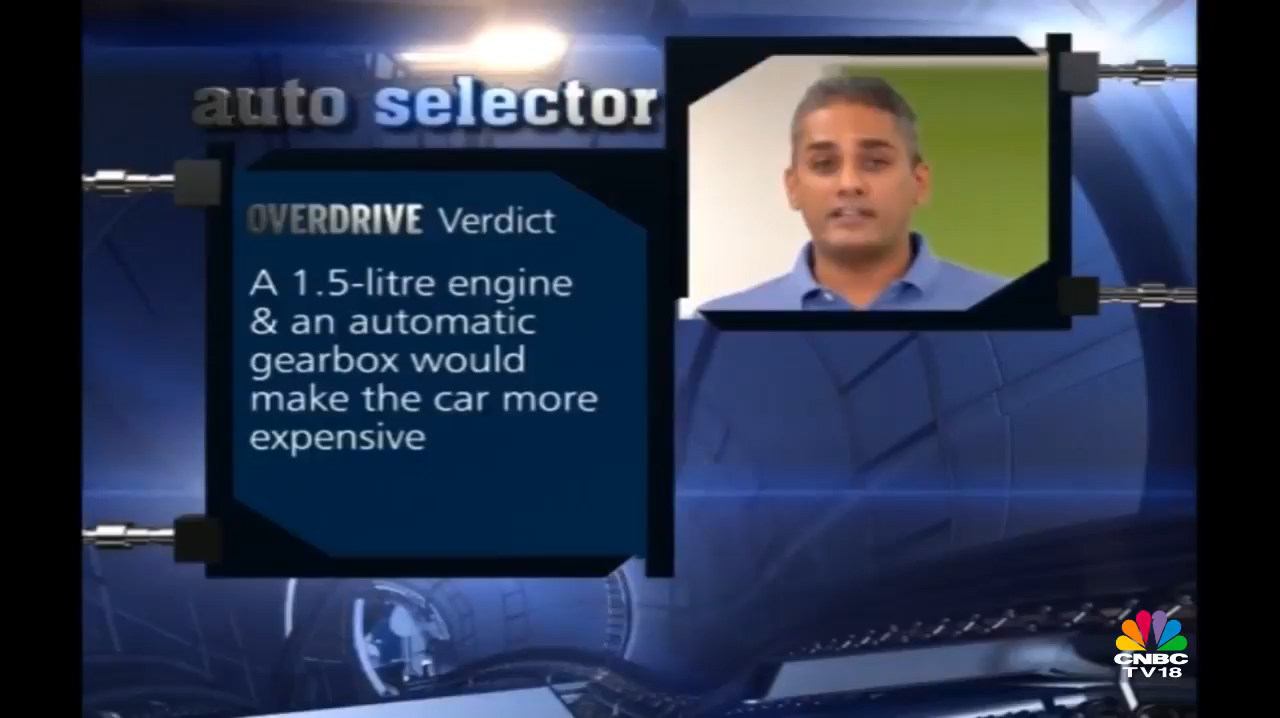 auto selector
OVERDRIVE Verdict
A 1.5-litre engine
& an automatic
gearbox would
make the car more
expensive
CNBC
TV18